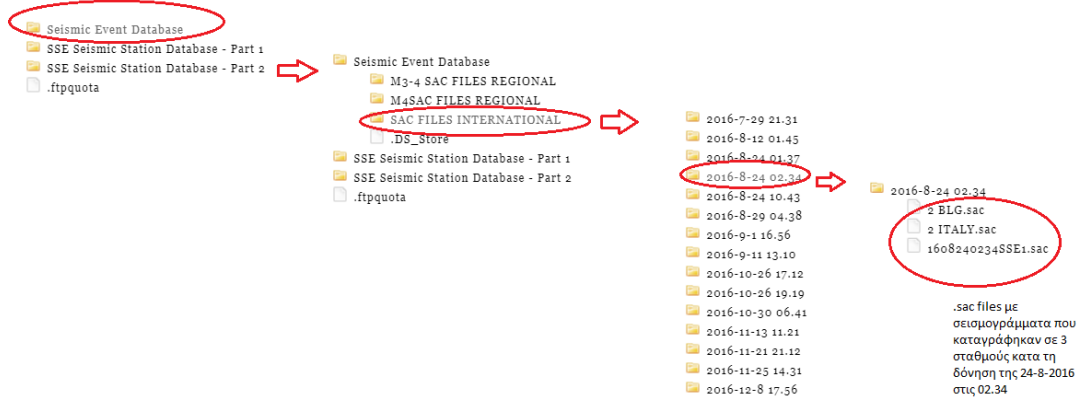 Seismic Event Database
SSE Seismic Station Database - Part 1
SSE Seismic Station Database - Part 2
.ftpquota
Seismic Event Database
M3-4 SAC FILES REGIONAL
M4SAC FILES REGIONAL
SAC FILES INTERNATIONAL
.DS_Store
SSE Seismic Station Database - Part 1
SSE Seismic Station Database - Part 2
.ftpquota
2016-7-29 21.31
2016-8-12 01.45
2016-8-24 01.37
2016-8-24 02.34
2016-8-24 10.43
2016-8-29 04.38
2016-9-1 16.56
2016-9-11 13.10
2016-10-26 17.12
2016-10-26 19.19
2016-10-30 06.41
2016-11-13 11.21
2016-11-21 21.12
2016-11-25 14.31
2016-12-8 17.56
2016-8-24 02.34
2 BLG.sac
2 ITALY.sac
1608240234SSE1.sac
.sac files με
σεισμογράμματα που
καταγράφηκαν σε 3
σταθμούς κατα τη
δόνηση της 24-8-2016
στις 02.34